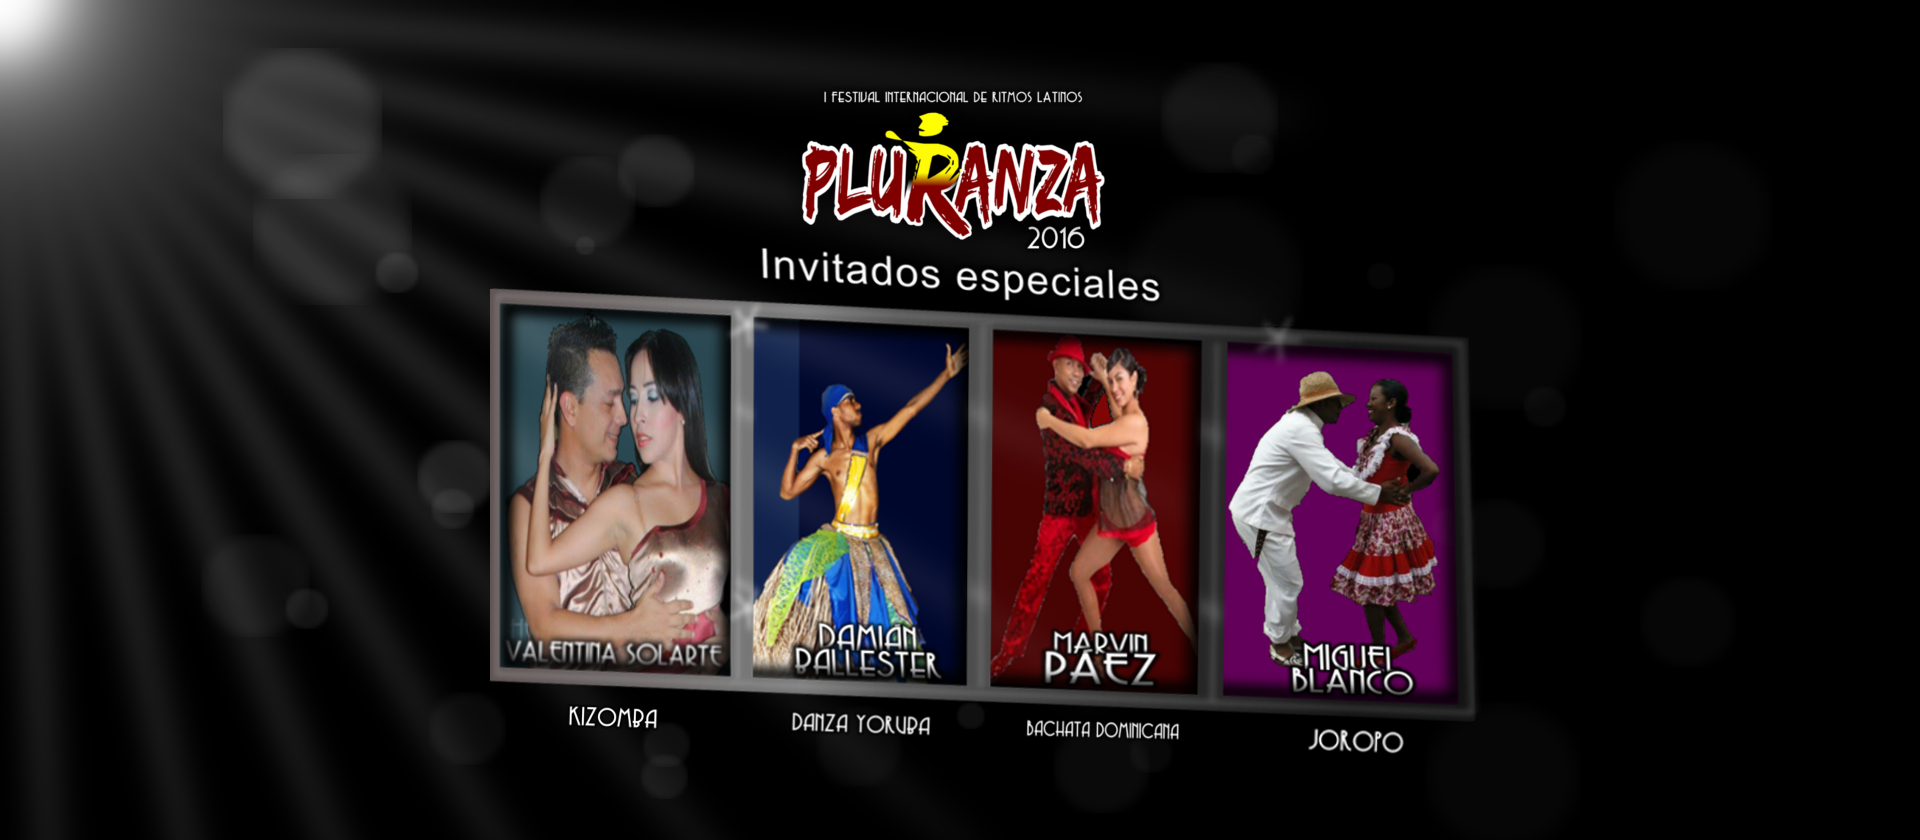 I FESTIVAL INTERNACIONAL DE RITMOS LATINOS
PLURANZA
2016
Invitados especiales
VALENTINA SOLARTE
DAMIAN
BALLESTER
MARVIN
PÁEZ
MIGUEL
BLANCO
KIZOMBA
DANZA YORUBA
BACHATA DOMINICANA
JOROPO